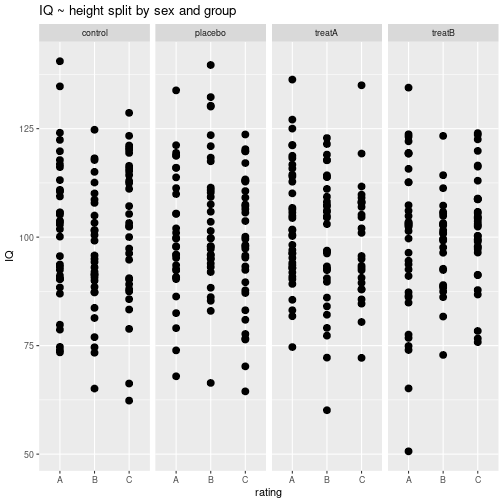 IQ ~ height split by sex and group
control placebo treatA treatB
IQ
125
100
75
50
A B C A B C A B C A B C
rating